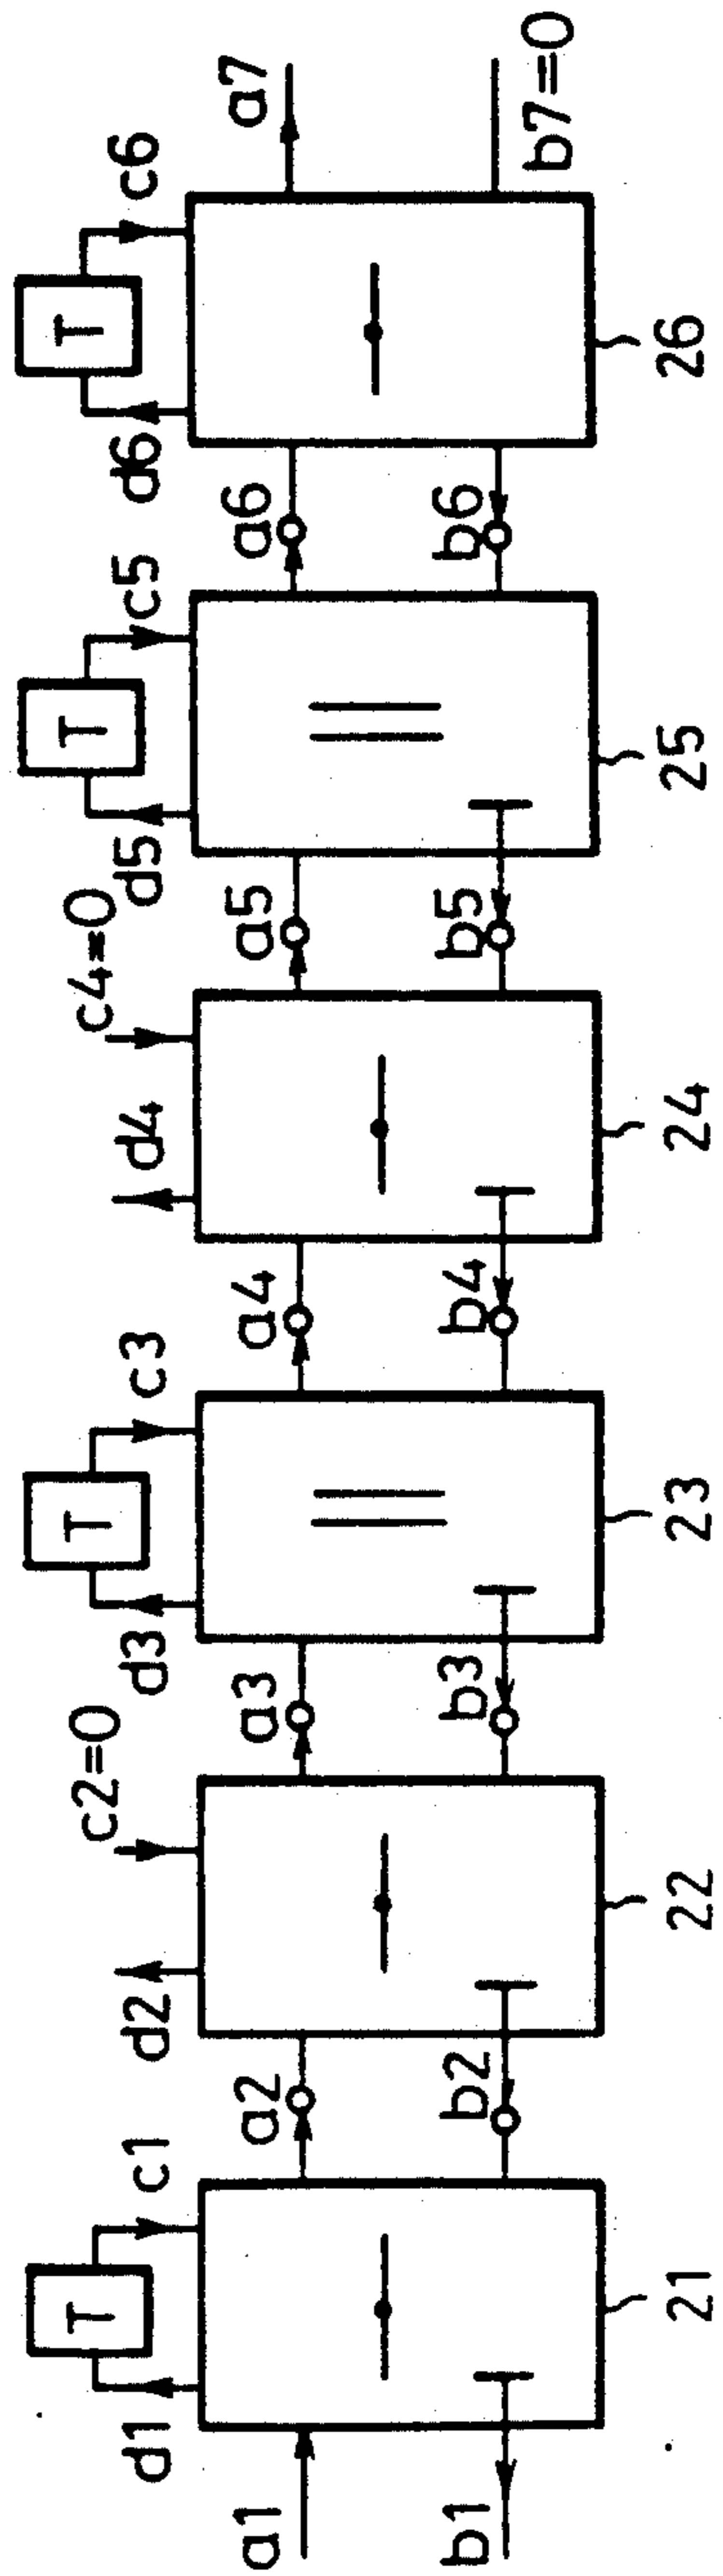 d1 T c1
d2 c2=0
d3 T c3
d4 c4=0
d5 T c5
d6 T c6
a1 a2 a3 a4 a5 a6 a7
b1 b2 b3 b4 b5 b6 b7=0
21 22 23 24 25 26